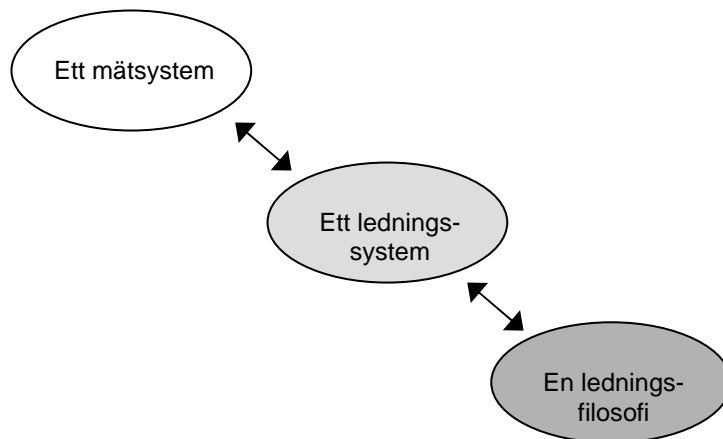 Ett mätsystem
Ett lednings-
system
En lednings-
filosofi